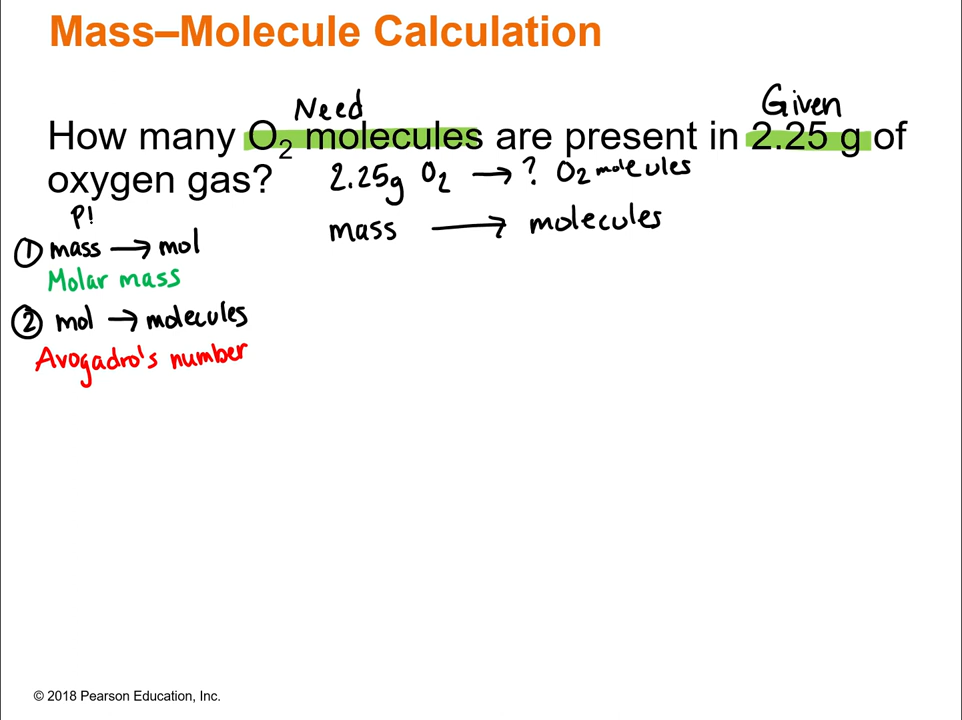 Mass–Molecule Calculation
Need
Given
How many O₂ molecules are present in 2.25 g of
oxygen gas?
2.25g O₂ → ? O₂ molecules
mass → molecules
P!
① mass → mol
Molar mass
② mol → molecules
Avogadro's number
© 2018 Pearson Education, Inc.